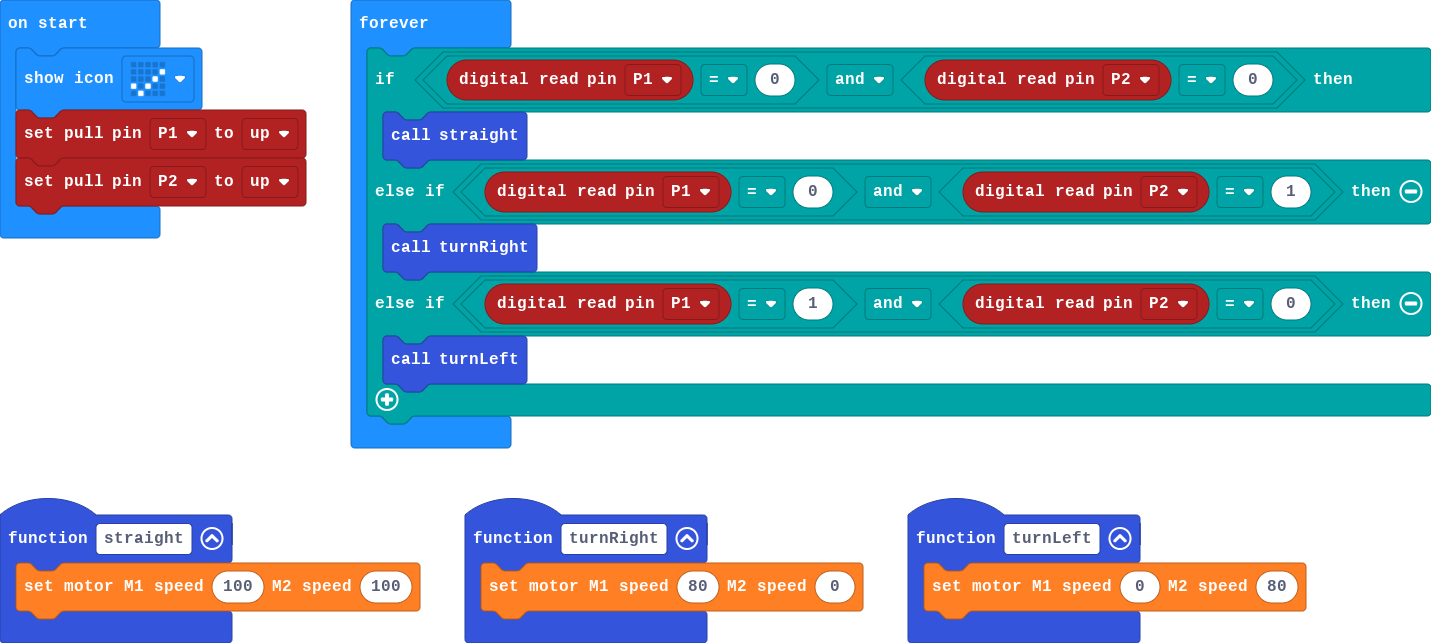 on start
show icon
set pull pin P1 to up
set pull pin P2 to up
forever
if digital read pin P1 = 0 and digital read pin P2 = 0 then
call straight
else if digital read pin P1 = 0 and digital read pin P2 = 1 then
call turnRight
else if digital read pin P1 = 1 and digital read pin P2 = 0 then
call turnLeft
function straight
set motor M1 speed 100 M2 speed 100
function turnRight
set motor M1 speed 80 M2 speed 0
function turnLeft
set motor M1 speed 0 M2 speed 80